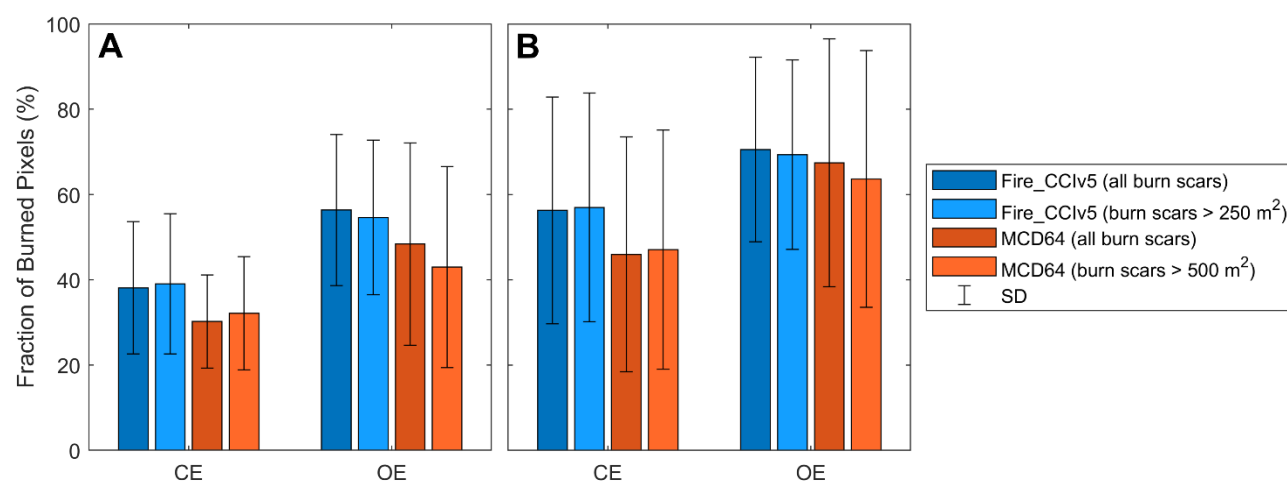 100
80
60
40
20
0
Fraction of Burned Pixels (%)
A
B
CE
OE
CE
OE
Fire_CCIv5 (all burn scars)
Fire_CCIv5 (burn scars > 250 m²)
MCD64 (all burn scars)
MCD64 (burn scars > 500 m²)
SD